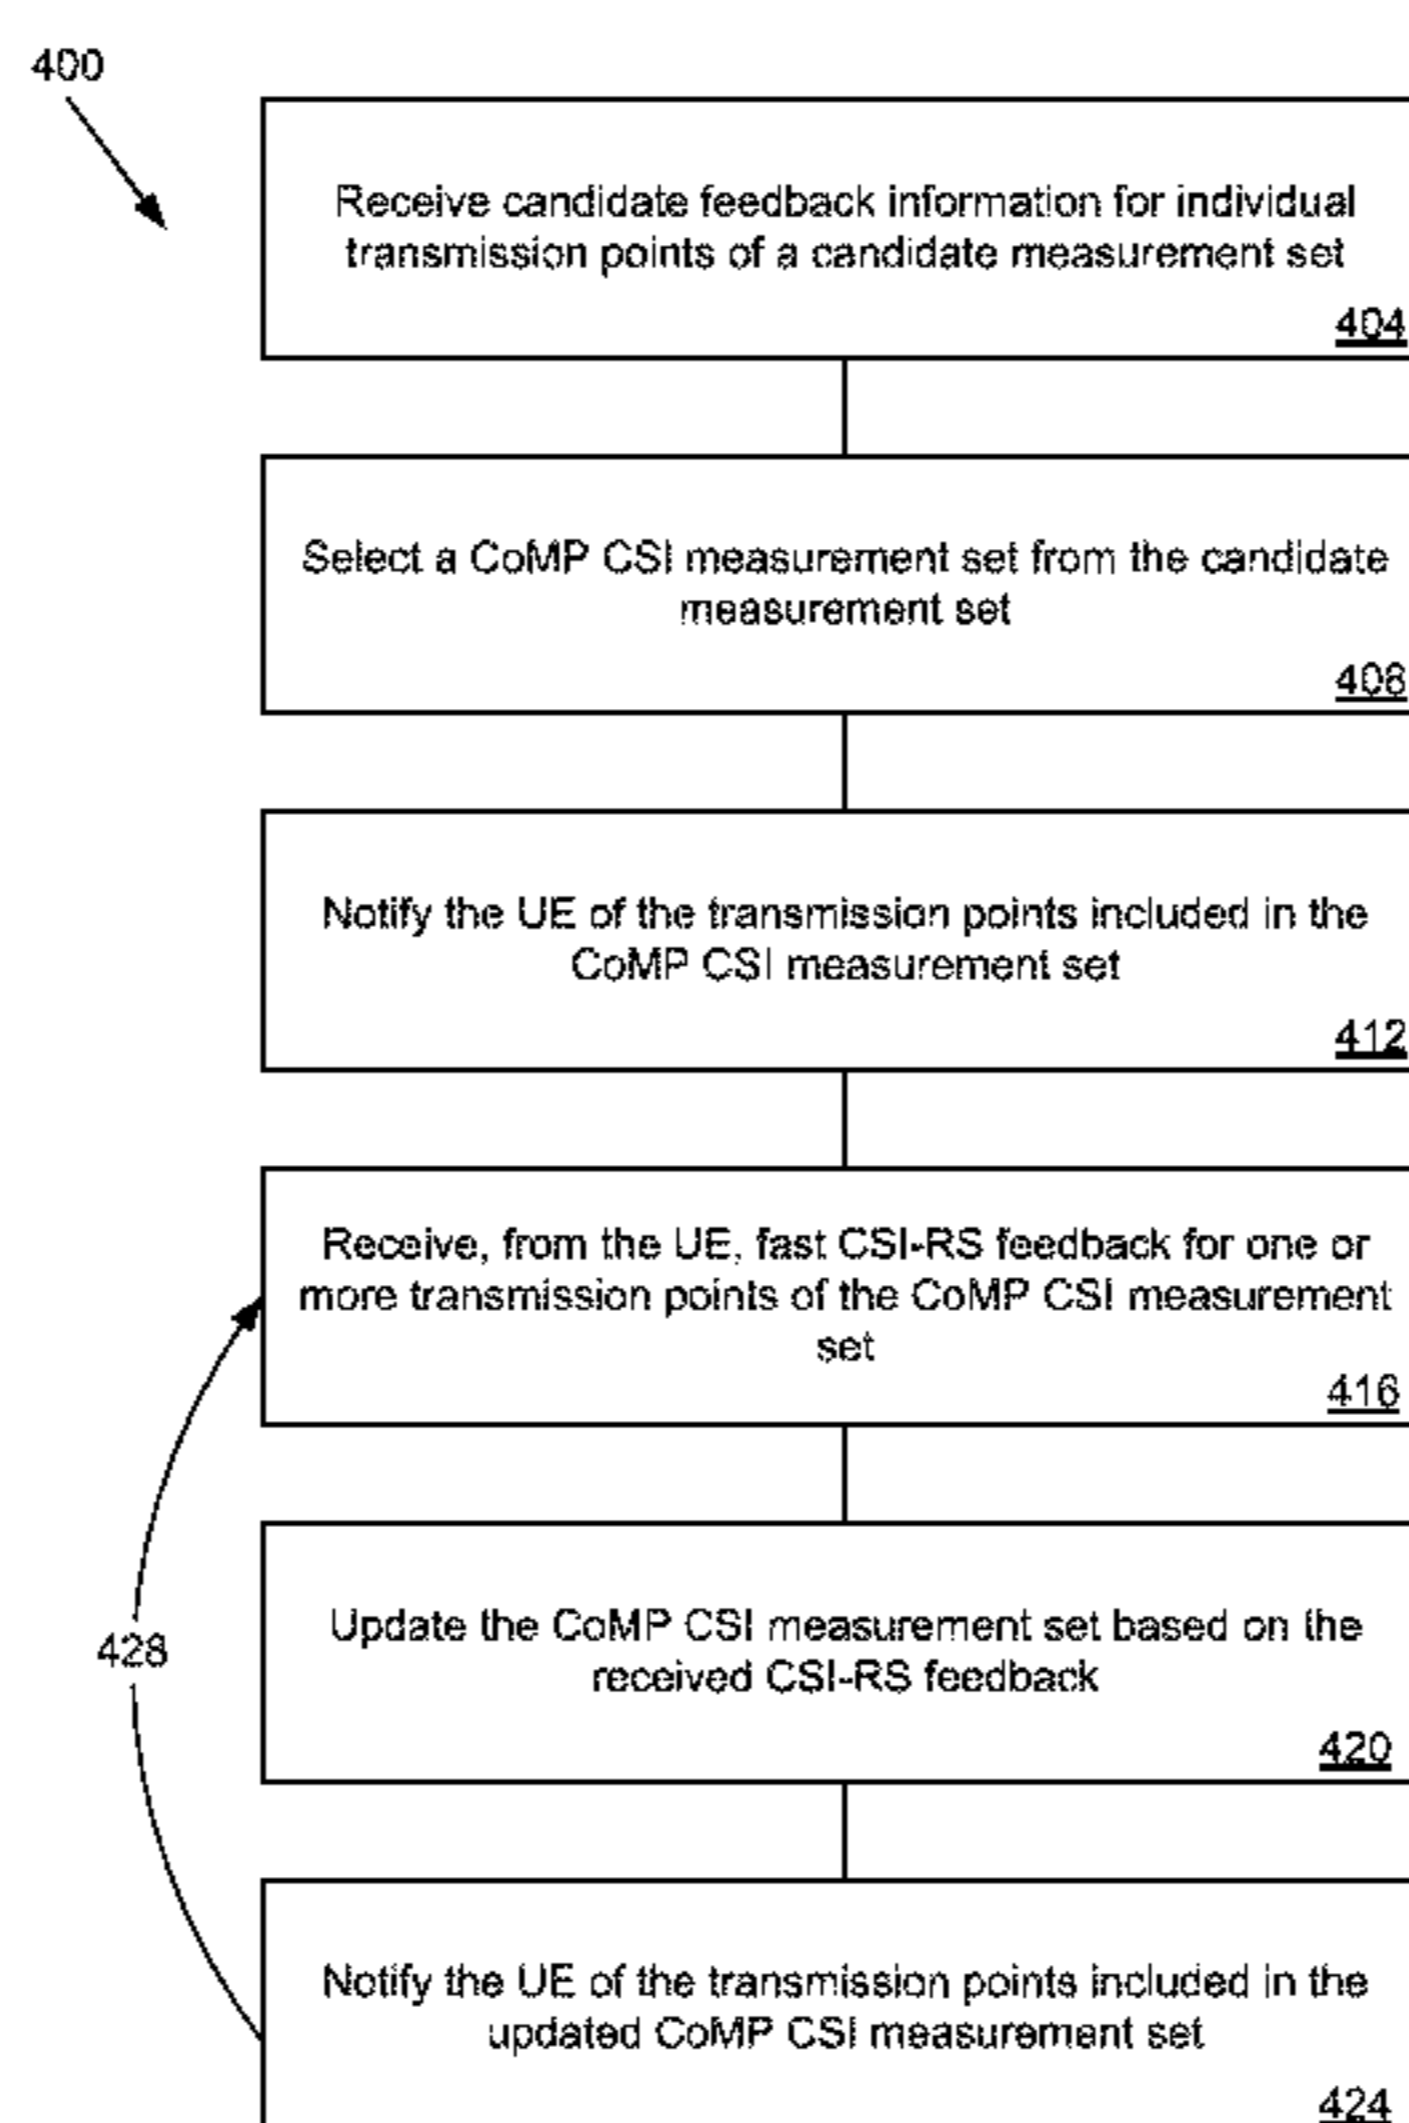 400
Receive candidate feedback information for individual
transmission points of a candidate measurement set
404
Select a CoMP CSI measurement set from the candidate
measurement set
408
Notify the UE of the transmission points included in the
CoMP CSI measurement set
412
Receive, from the UE, fast CSI-RS feedback for one or
more transmission points of the CoMP CSI measurement
set
416
Update the CoMP CSI measurement set based on the
received CSI-RS feedback
428
420
Notify the UE of the transmission points included in the
updated CoMP CSI measurement set
424